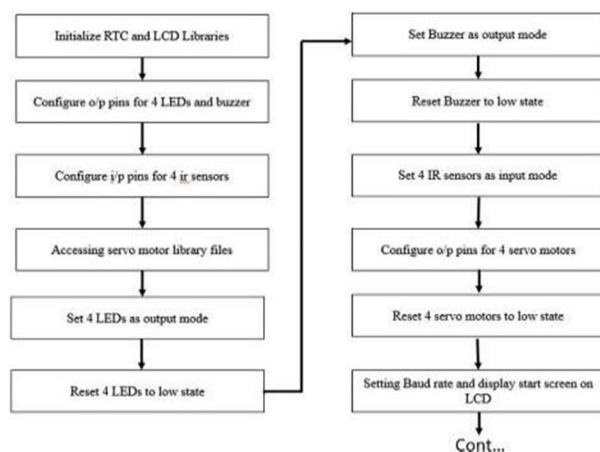 Initialize RTC and LCD Libraries
Configure o/p pins for 4 LEDs and buzzer
Configure i/p pins for 4 ir sensors
Accessing servo motor library files
Set 4 LEDs as output mode
Reset 4 LEDs to low state
Set Buzzer as output mode
Reset Buzzer to low state
Set 4 IR sensors as input mode
Configure o/p pins for 4 servo motors
Reset 4 servo motors to low state
Setting Baud rate and display start screen on
LCD
Cont...